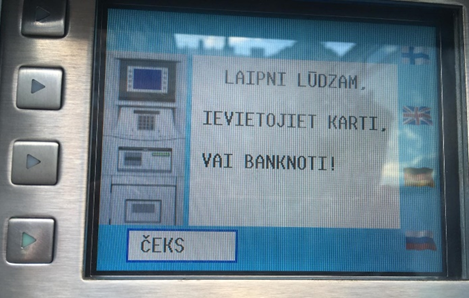 LAIPNI LŪDZAM,
IEVIETOJIET KARTI,
VAI BANKNOTI!
ČEKS